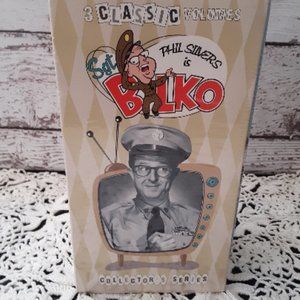 3 CLASSIC VOLUMES
Sgt.
PHIL SILVERS
is
BILKO
COLLECTOR'S SERIES